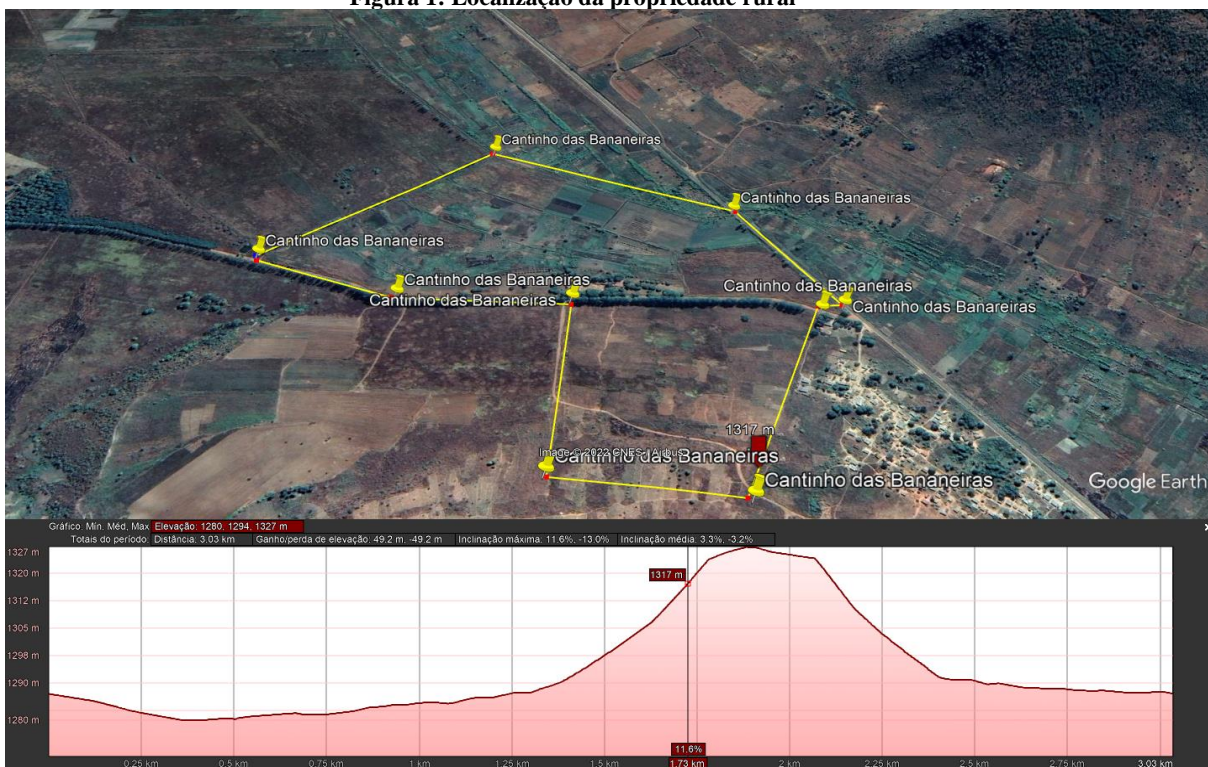 Figura 1: Localização da propriedade rural
Cantinho das Bananeiras
Cantinho das Bananeiras
Cantinho das Bananeiras
Cantinho das Bananeiras
Cantinho das Bananeiras
Cantinho das Bananeiras
Cantinho das Banareiras
1317 m
Image © 2022 CNES / Airbus
Cantinho das Bananeiras
Cantinho das Bananeiras
Google Earth
Gráfico: Mín, Méd, Máx Elevação: 1280, 1294, 1327 m
Totais do período: Distância: 3.03 km Ganho/perda de elevação: 49.2 m, -49.2 m Inclinação máxima: 11.6%, -13.0% Inclinação média: 3.3%, -3.2%
1327 m
1320 m
1317 m
1312 m
1305 m
1298 m
1290 m
1280 m
11.6%
0.25 km 0.5 km 0.75 km 1 km 1.25 km 1.5 km 1.73 km 2 km 2.25 km 2.5 km 2.75 km 3.03 km